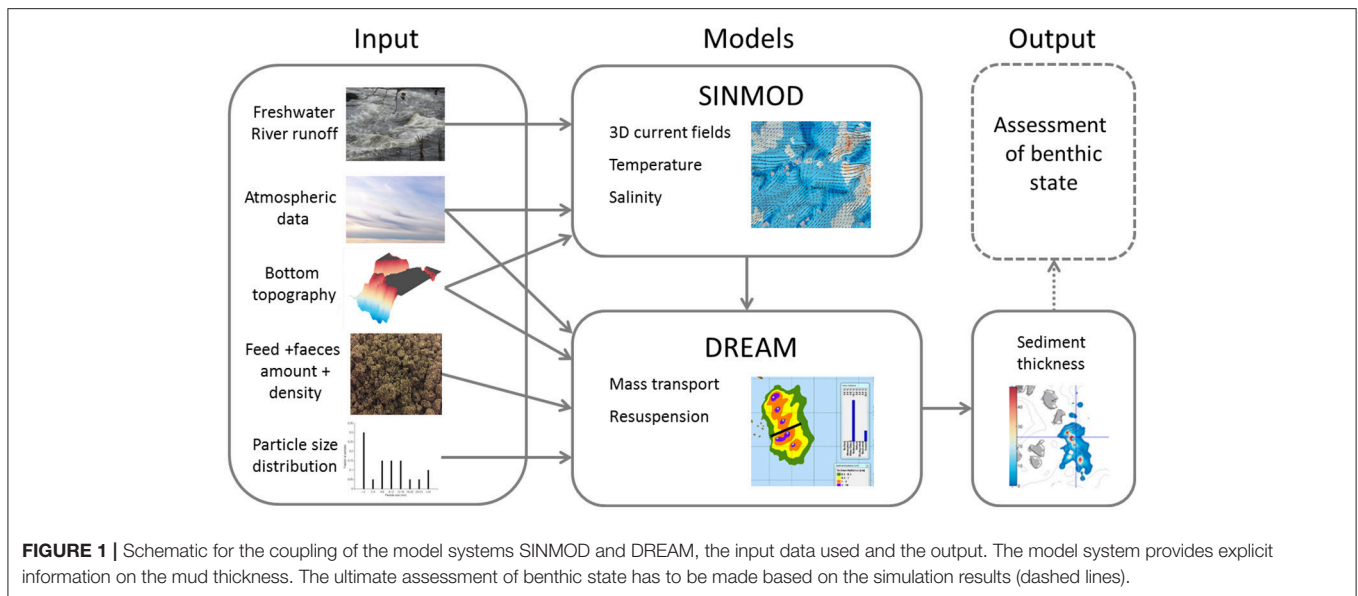 Input
Models
Output
Freshwater
River runoff
Atmospheric
data
Bottom
topography
Feed +faeces
amount +
density
Particle size
distribution
SINMOD
3D current fields
Temperature
Salinity
DREAM
Mass transport
Resuspension
Assessment
of benthic
state
Sediment
thickness
FIGURE 1 | Schematic for the coupling of the model systems SINMOD and DREAM, the input data used and the output. The model system provides explicit
information on the mud thickness. The ultimate assessment of benthic state has to be made based on the simulation results (dashed lines).